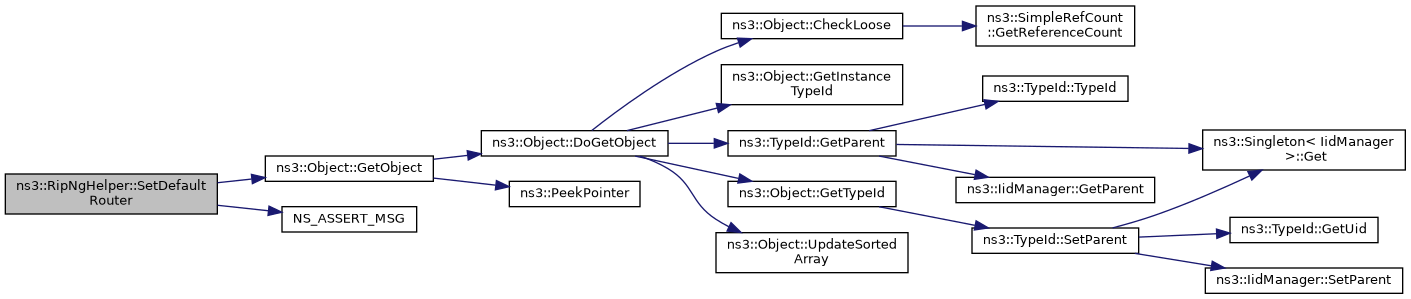 ns3::RipNgHelper::SetDefault
Router
ns3::Object::GetObject
NS_ASSERT_MSG
ns3::Object::DoGetObject
ns3::PeekPointer
ns3::Object::CheckLoose
ns3::Object::GetInstance
TypeId
ns3::TypeId::GetParent
ns3::Object::GetTypeId
ns3::Object::UpdateSorted
Array
ns3::SimpleRefCount
::GetReferenceCount
ns3::TypeId::TypeId
ns3::IidManager::GetParent
ns3::TypeId::SetParent
ns3::Singleton< IidManager
>::Get
ns3::TypeId::GetUid
ns3::IidManager::SetParent